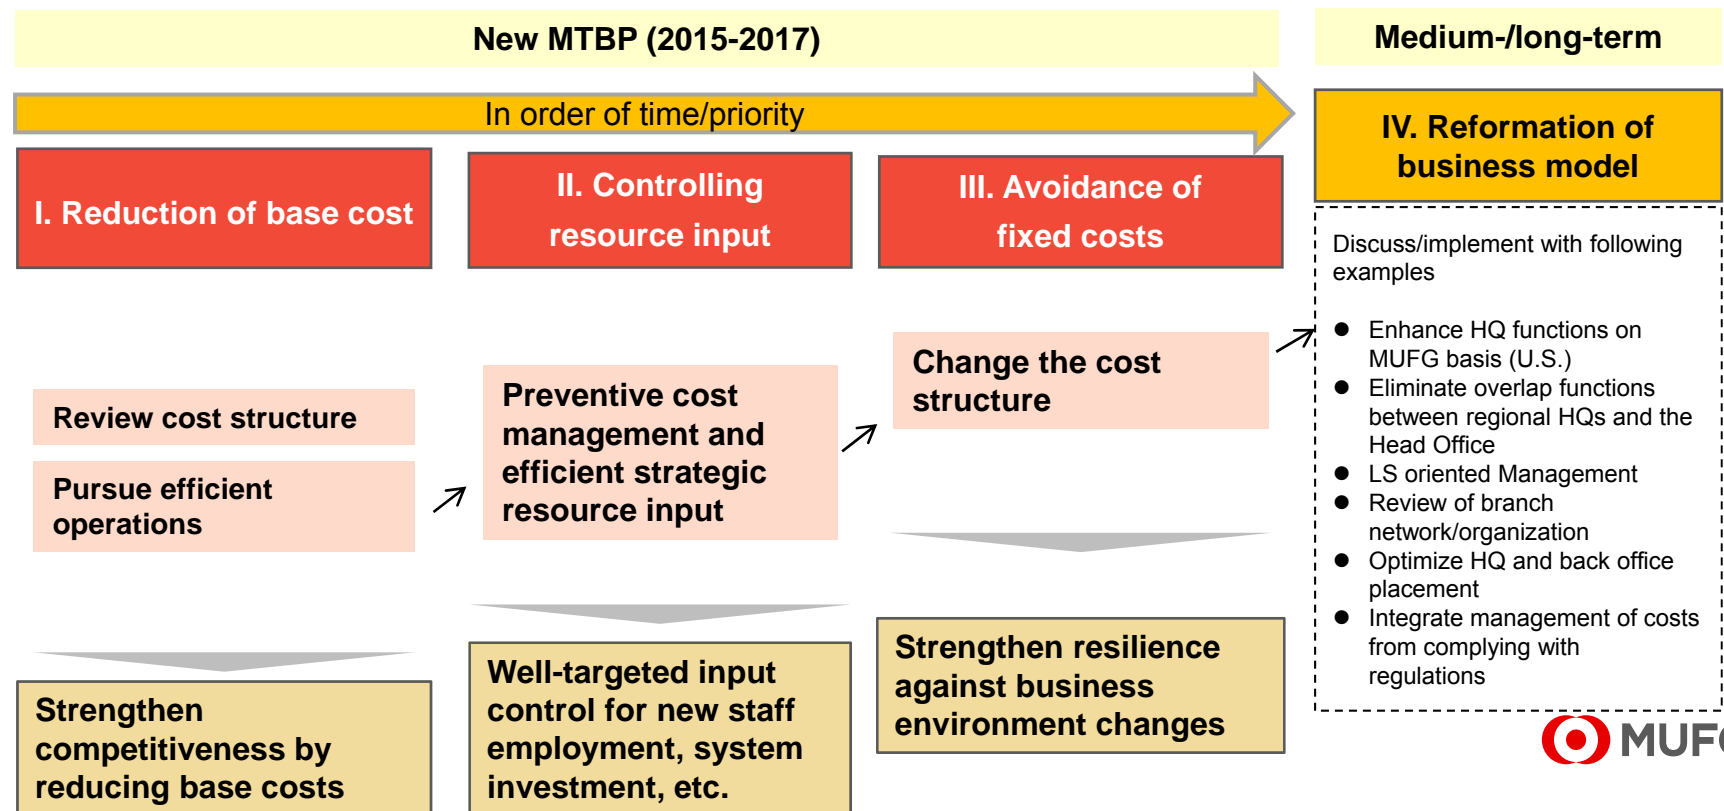 New MTBP (2015-2017)
Medium-/long-term
In order of time/priority
I. Reduction of base cost
II. Controlling
resource input
III. Avoidance of
fixed costs
IV. Reformation of
business model
Review cost structure
Pursue efficient
operations
Preventive cost
management and
efficient strategic
resource input
Change the cost
structure
Discuss/implement with following
examples
● Enhance HQ functions on
MUFG basis (U.S.)
● Eliminate overlap functions
between regional HQs and the
Head Office
● LS oriented Management
● Review of branch
network/organization
● Optimize HQ and back office
placement
● Integrate management of costs
from complying with
regulations
Strengthen
competitiveness by
reducing base costs
Well-targeted input
control for new staff
employment, system
investment, etc.
Strengthen resilience
against business
environment changes
MUFG